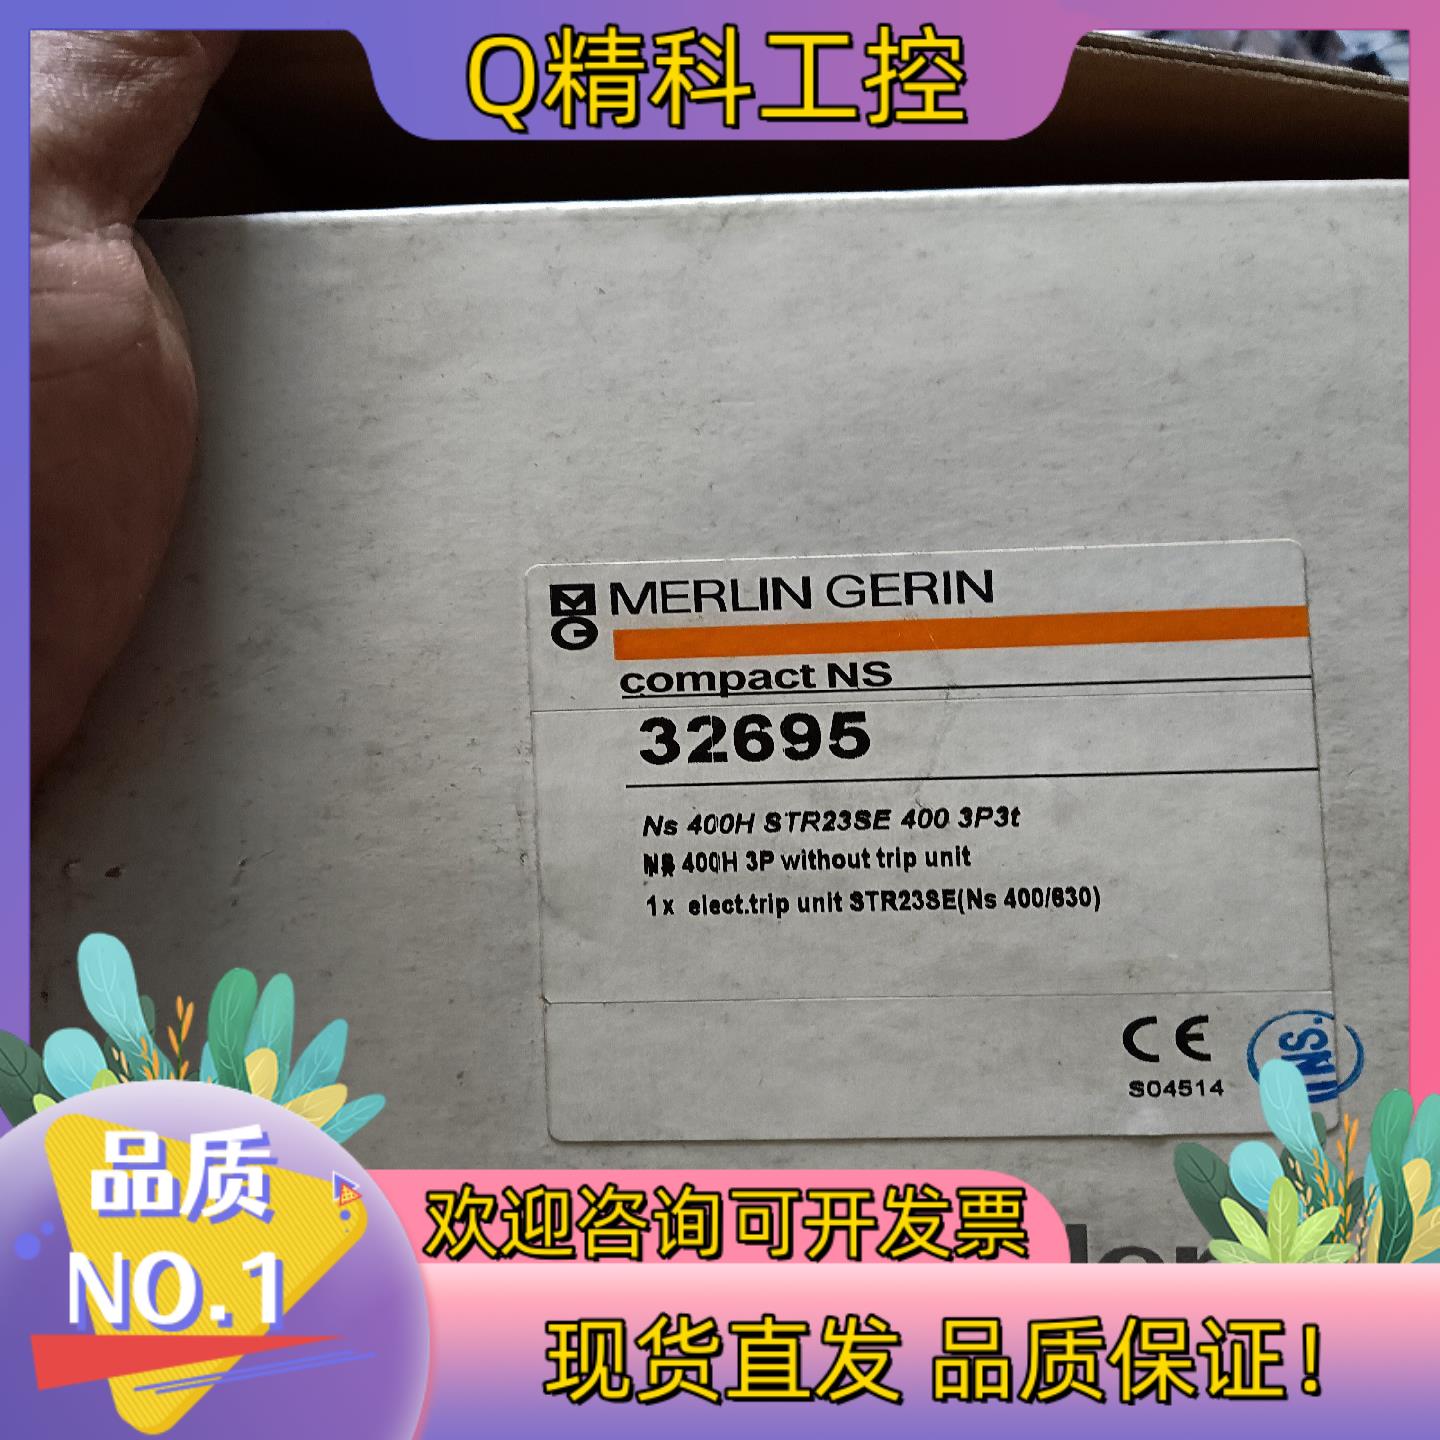 Q精科工控
MERLIN GERIN
compact NS
32695
Ns 400H STR23SE 400 3P3t
NS 400H 3P without trip unit
1x elect.trip unit STR23SE(Ns 400/630)
CE
S04514
INS.
品质
NO.1
欢迎咨询可开发票
现货直发 品质保证!